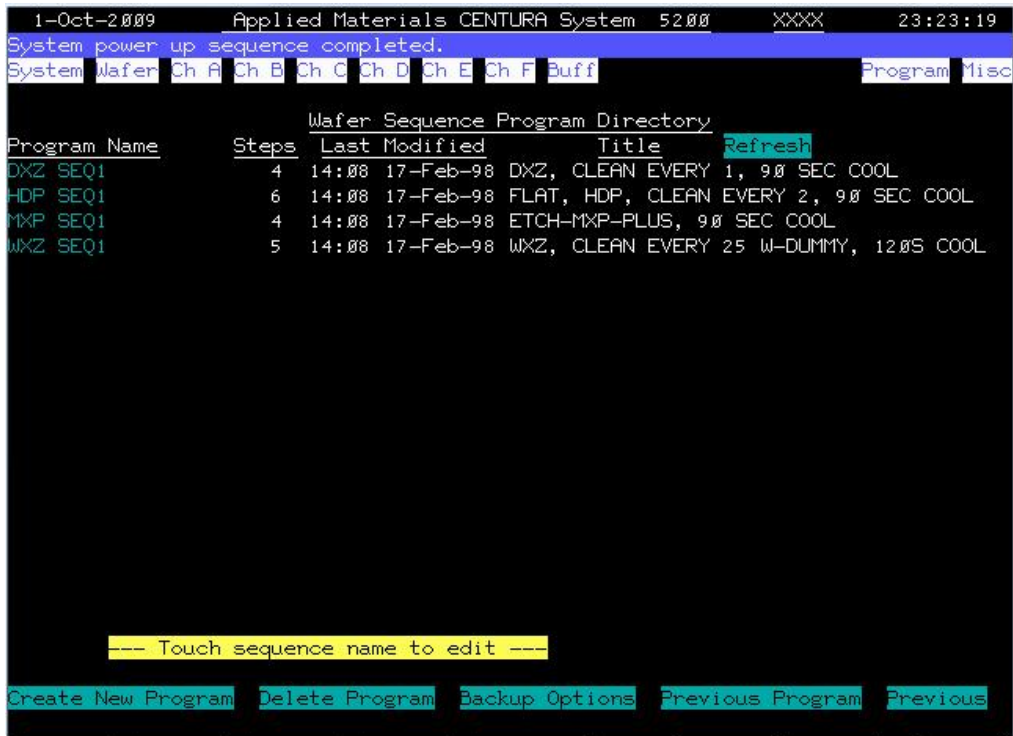 1-Oct-2009 Applied Materials CENTURA System 5200 XXXX 23:23:19
System power up sequence completed.
System Wafer Ch A Ch B Ch C Ch D Ch E Ch F Buff Program Misc
Wafer Sequence Program Directory
Program Name Steps Last Modified Title Refresh
DXZ SEQ1 4 14:08 17-Feb-98 DXZ, CLEAN EVERY 1, 90 SEC COOL
HDP SEQ1 6 14:08 17-Feb-98 FLAT, HDP, CLEAN EVERY 2, 90 SEC COOL
MXP SEQ1 4 14:08 17-Feb-98 ETCH-MXP-PLUS, 90 SEC COOL
WXZ SEQ1 5 14:08 17-Feb-98 WXZ, CLEAN EVERY 25 W-DUMMY, 120S COOL
--- Touch sequence name to edit ---
Create New Program Delete Program Backup Options Previous Program Previous